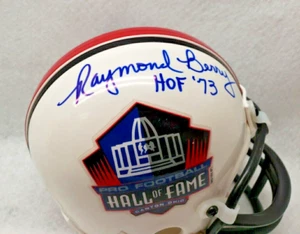 Raymond Berry
HOF '73
PRO FOOTBALL
HALL OF FAME
CANTON OHIO